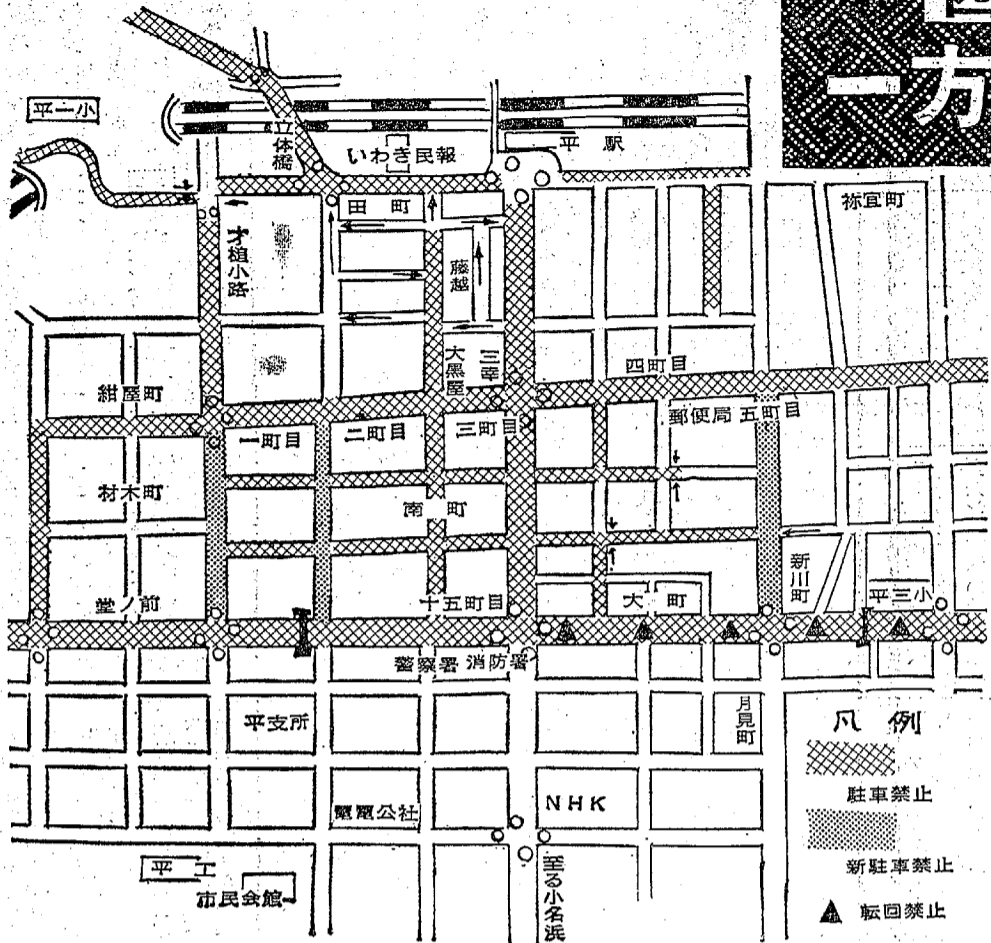 一方
平一小
立体橋
いわき民報
平駅
田町
祢宜町
才槌小路
藤越
大黒屋
三幸
四町目
紺屋町
一町目
二町目
三町目
郵便局
五町目
材木町
南町
新川町
堂ノ前
十五町目
大町
平三小
警察署
消防署
平支所
月見町
凡例
駐車禁止
電電公社
NHK
新駐車禁止
平工
市民会館
至る小名浜
転回禁止